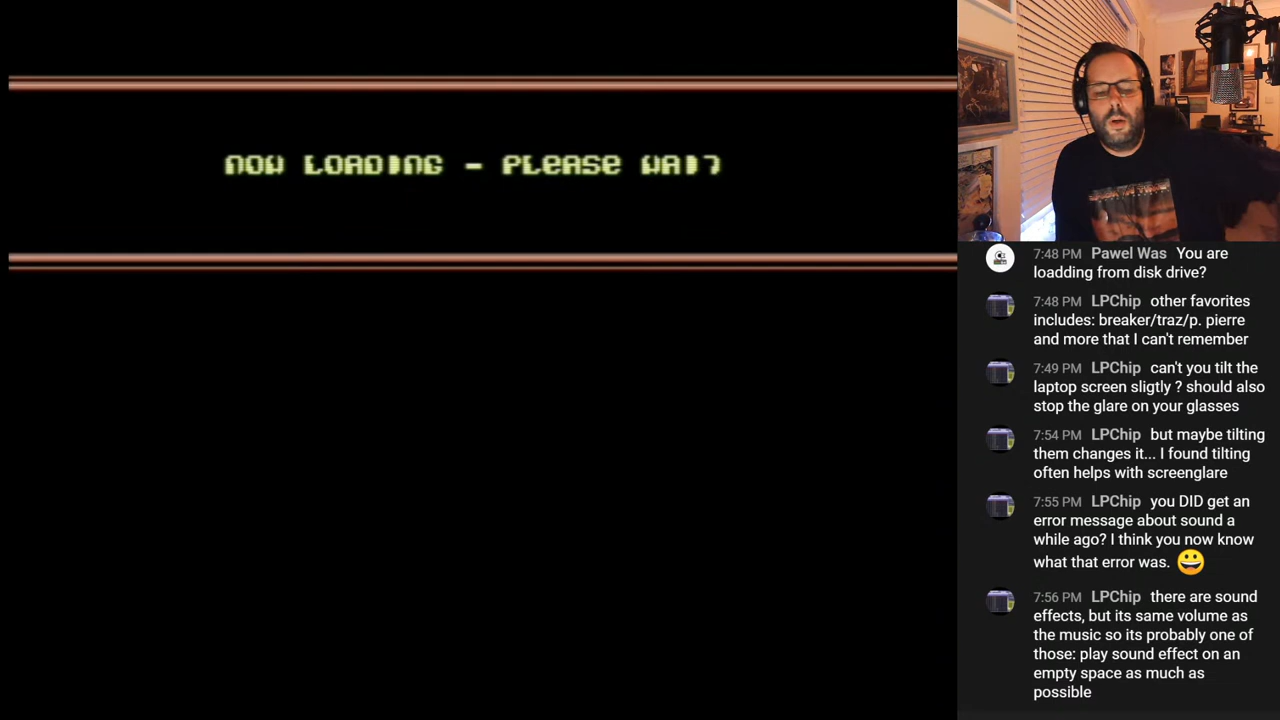 NOW LOADING - PLEASE WAIT
7:48 PM Pawel Was You are
loadding from disk drive?
7:48 PM LPChip other favorites
includes: breaker/traz/p. pierre
and more that I can't remember
7:49 PM LPChip can't you tilt the
laptop screen sligtly ? should also
stop the glare on your glasses
7:54 PM LPChip but maybe tilting
them changes it... I found tilting
often helps with screenglare
7:55 PM LPChip you DID get an
error message about sound a
while ago? I think you now know
what that error was. 😀
7:56 PM LPChip there are sound
effects, but its same volume as
the music so its probably one of
those: play sound effect on an
empty space as much as
possible